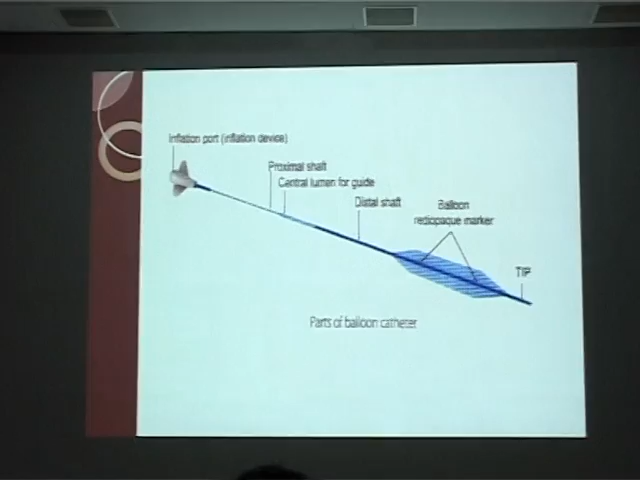 Inflation port (inflation device)
Proximal shaft
Central lumen for guide
Distal shaft
Balloon
rediopaque marker
TIP
Parts of balloon catheter